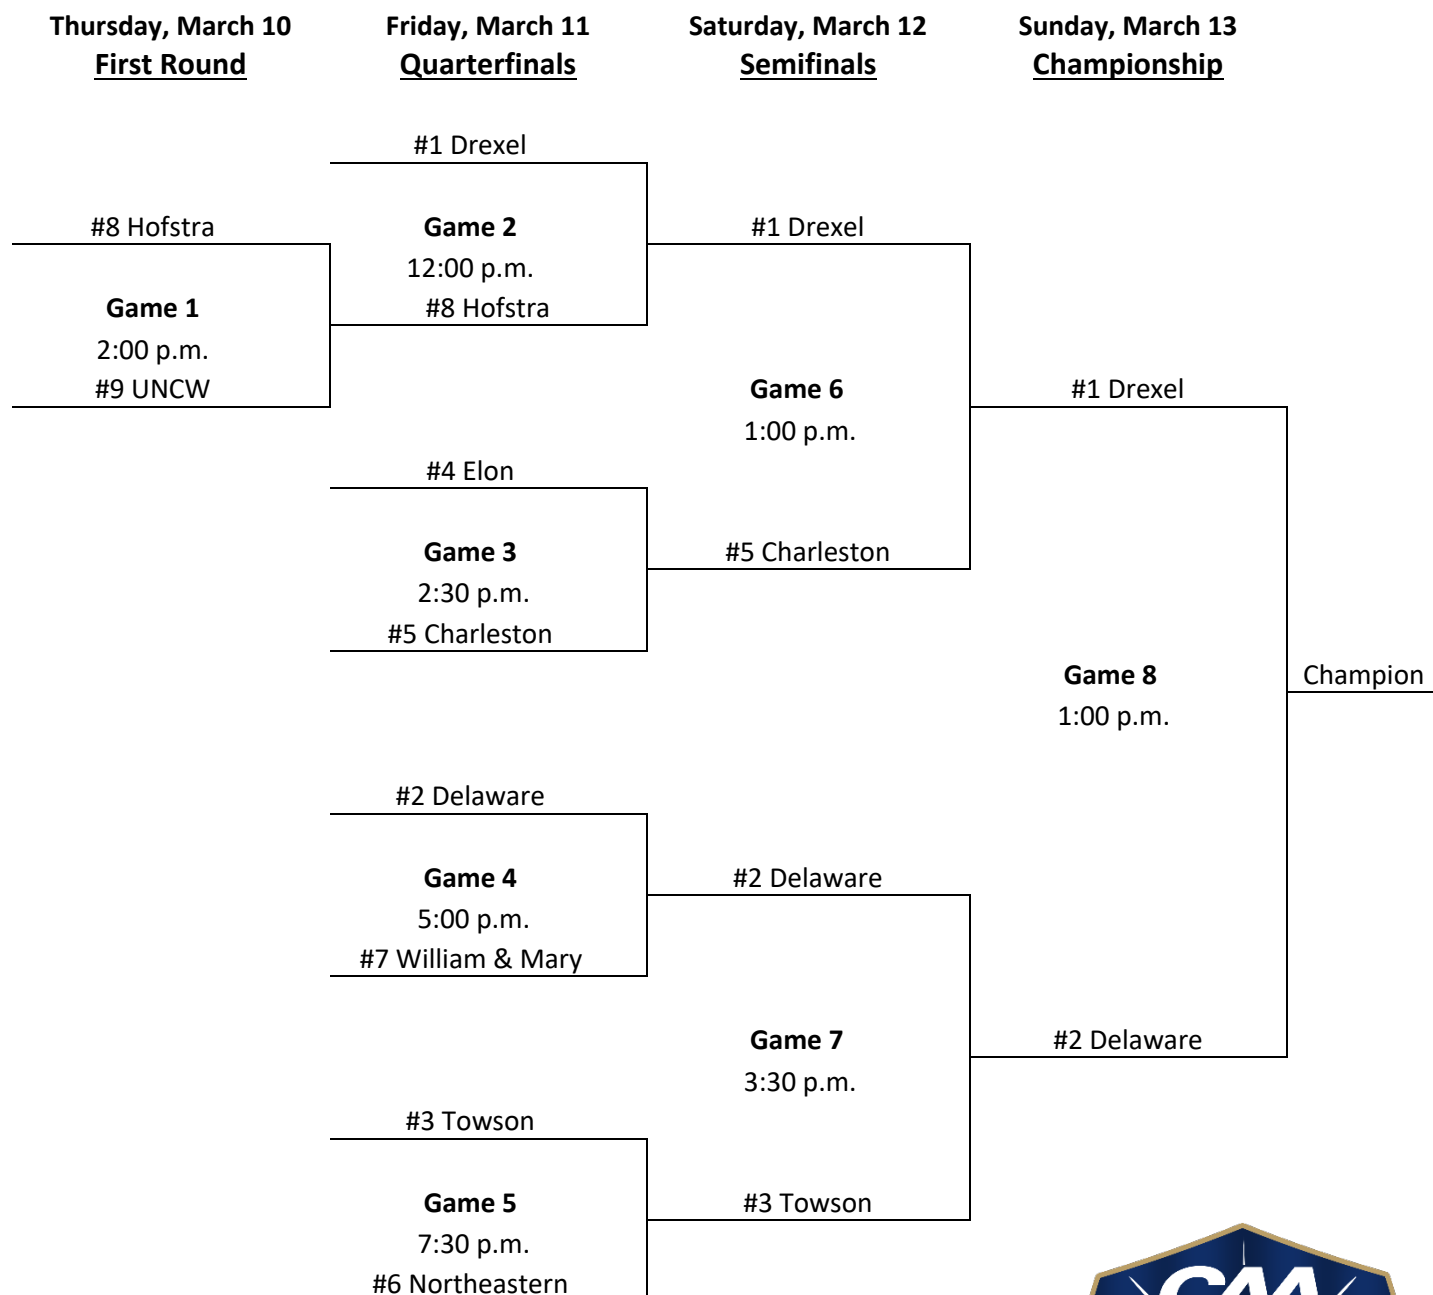 Thursday, March 10
First Round
Friday, March 11
Quarterfinals
Saturday, March 12
Semifinals
Sunday, March 13
Championship
#8 Hofstra
Game 1
2:00 p.m.
#9 UNCW
#1 Drexel
Game 2
12:00 p.m.
#8 Hofstra
#4 Elon
Game 3
2:30 p.m.
#5 Charleston
#2 Delaware
Game 4
5:00 p.m.
#7 William & Mary
#3 Towson
Game 5
7:30 p.m.
#6 Northeastern
#1 Drexel
Game 6
1:00 p.m.
#5 Charleston
#2 Delaware
Game 7
3:30 p.m.
#3 Towson
#1 Drexel
Game 8
1:00 p.m.
#2 Delaware
Champion
CAA